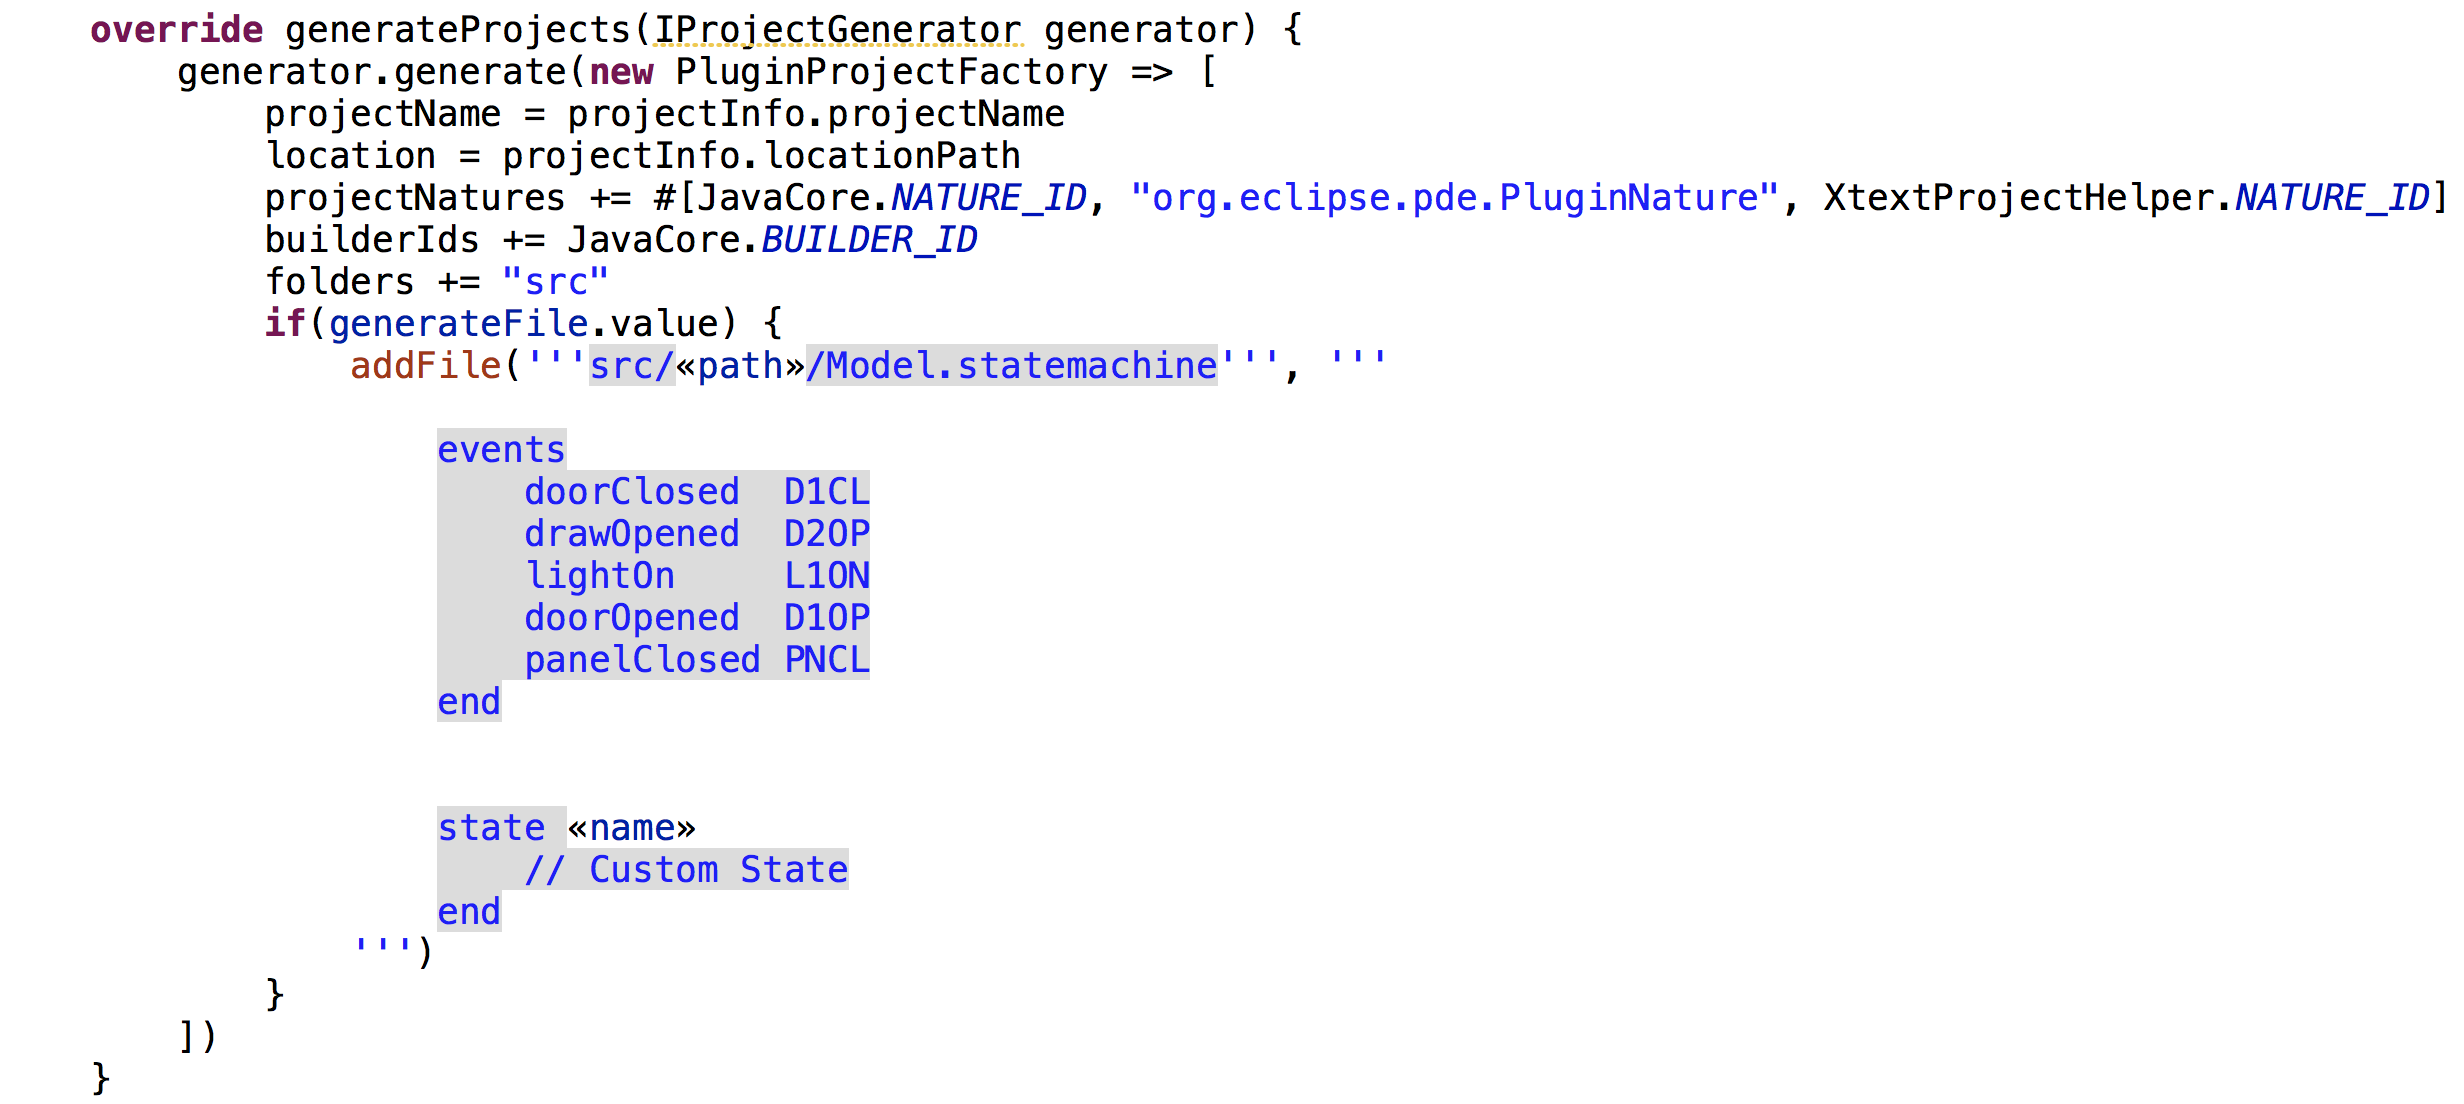 override generateProjects(IProjectGenerator generator) {
    generator.generate(new PluginProjectFactory => [
        projectName = projectInfo.projectName
        location = projectInfo.locationPath
        projectNatures += #[JavaCore.NATURE_ID, "org.eclipse.pde.PluginNature", XtextProjectHelper.NATURE_ID]
        builderIds += JavaCore.BUILDER_ID
        folders += "src"
        if(generateFile.value) {
            addFile('''src/«path»/Model.statemachine''', '''
                events
                    doorClosed  D1CL
                    drawOpened  D2OP
                    lightOn     L1ON
                    doorOpened  D1OP
                    panelClosed PNCL
                end
                state «name»
                    // Custom State
                end
            ''')
        }
    ])
}